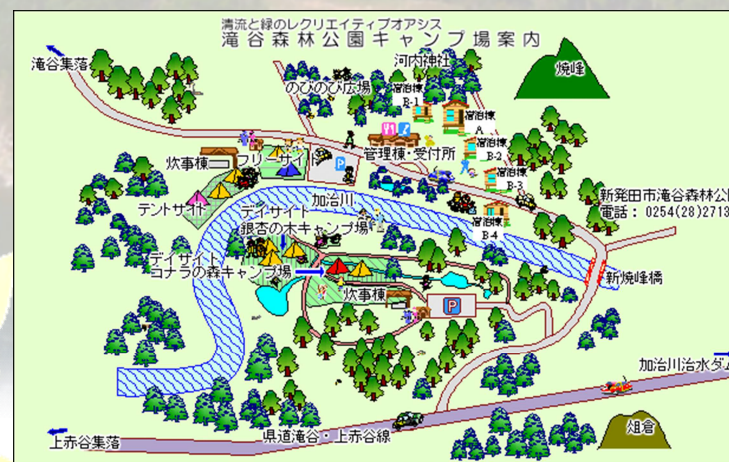 清流と緑のレクリエイティブオアシス
滝谷森林公園キャンプ場案内
滝谷集落
河内神社
焼峰
のびのび広場
宿泊棟
B-1
宿泊棟
A
宿泊棟
B-2
管理棟・受付所
炊事棟
フリーサイト
P
宿泊棟
B-3
新発田市滝谷森林公園
電話：0254(28)2713
テントサイト
加治川
宿泊棟
B-4
デイサイト
銀杏の木キャンプ場
デイサイト
コナラの森キャンプ場
炊事棟
P
新焼峰橋
加治川治水ダム
上赤谷集落
県道滝谷・上赤谷線
俎倉